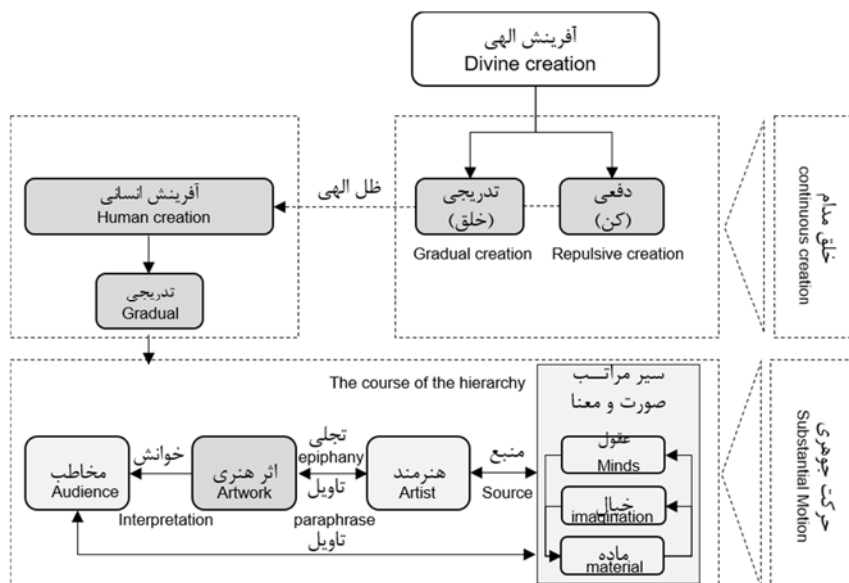 آفرینش الهی
Divine creation
آفرینش انسانی
Human creation
ظل الهی
تدریجی
(خلق)
دفعی
(کن)
Gradual creation
Repulsive creation
خلق مدام
continuous creation
تدریجی
Gradual
The course of the hierarchy
سیر مراتب
صورت و معنا
عقول
Minds
خیال
imagination
ماده
material
منبع
Source
هنرمند
Artist
تجلی
epiphany
تاویل
paraphrase
تاویل
اثر هنری
Artwork
خوانش
Interpretation
مخاطب
Audience
حرکت جوهری
Substantial Motion